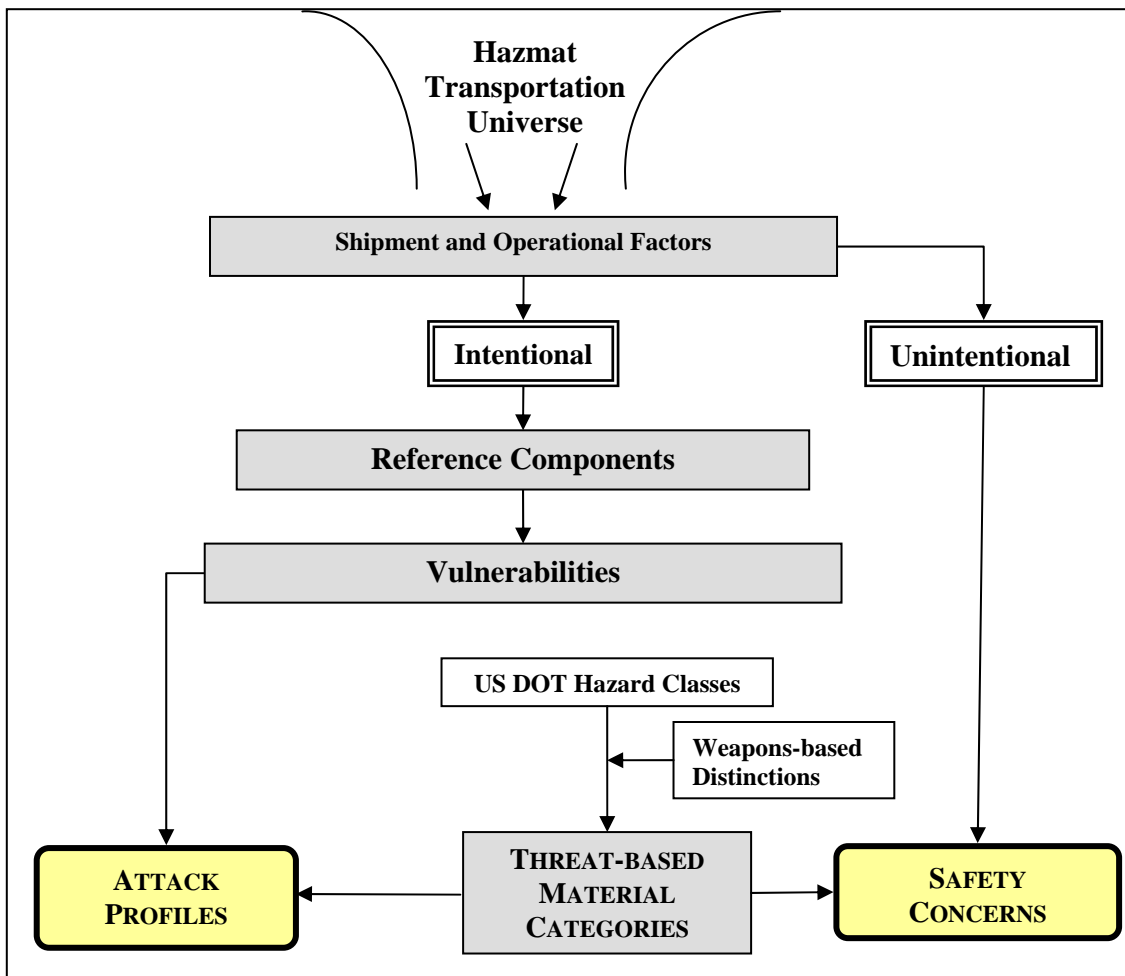 Hazmat
Transportation
Universe
Shipment and Operational Factors
Intentional
Unintentional
Reference Components
Vulnerabilities
US DOT Hazard Classes
Weapons-based
Distinctions
ATTACK
PROFILES
THREAT-BASED
MATERIAL
CATEGORIES
SAFETY
CONCERNS